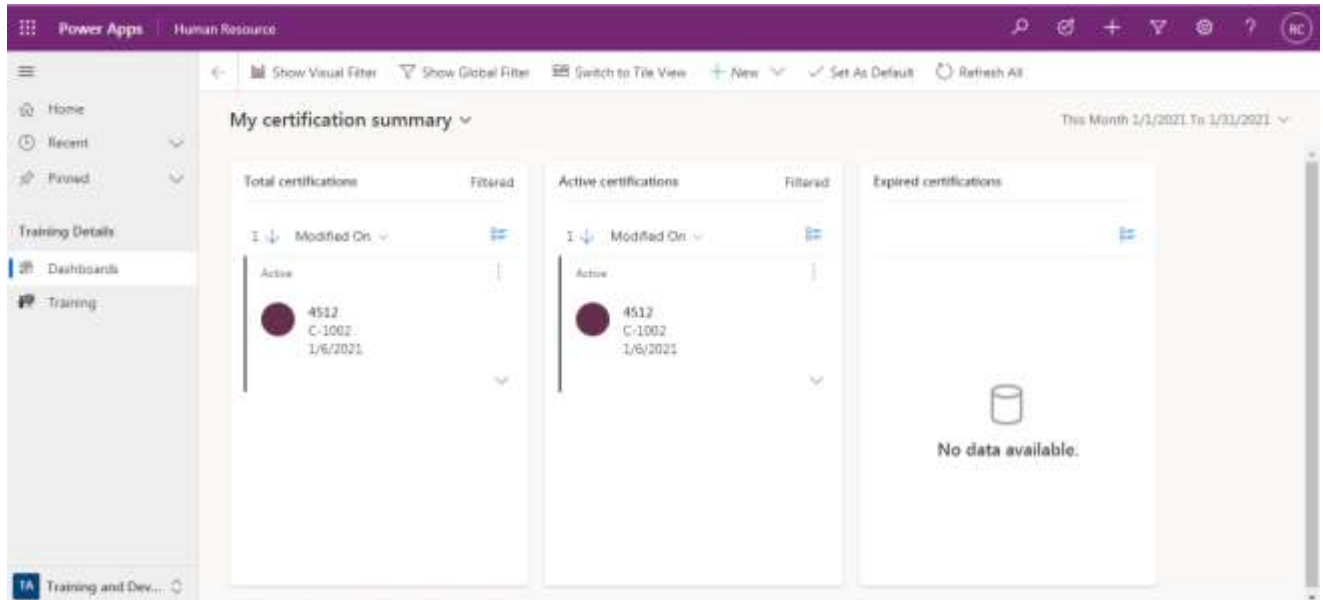 Power Apps Human Resource RC
Show Visual Filter Show Global Filter Switch to Tile View New Set As Default Refresh All
Home
Recent
Pinned
Training Details
Dashboards
Training
TA Training and Dev...
My certification summary
This Month 1/1/2021 To 1/31/2021
Total certifications Filtered
1 Modified On
Active
4512
C-1002
1/6/2021
Active certifications Filtered
1 Modified On
Active
4512
C-1002
1/6/2021
Expired certifications
No data available.